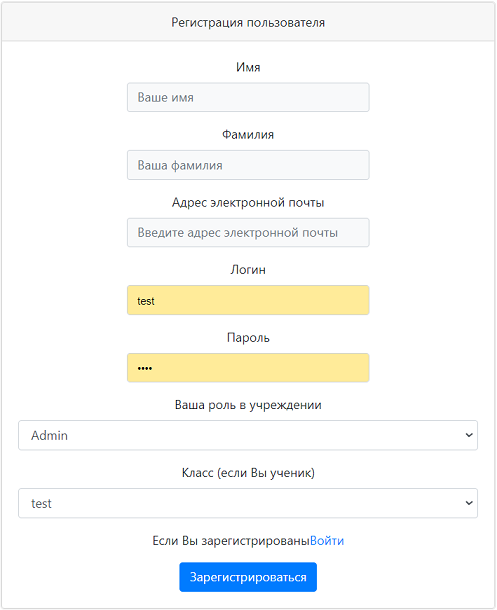 Регистрация пользователя
Имя
Ваше имя
Фамилия
Ваша фамилия
Адрес электронной почты
Введите адрес электронной почты
Логин
test
Пароль
••••
Ваша роль в учреждении
Admin
Класс (если Вы ученик)
test
Если Вы зарегистрированыВойти
Зарегистрироваться